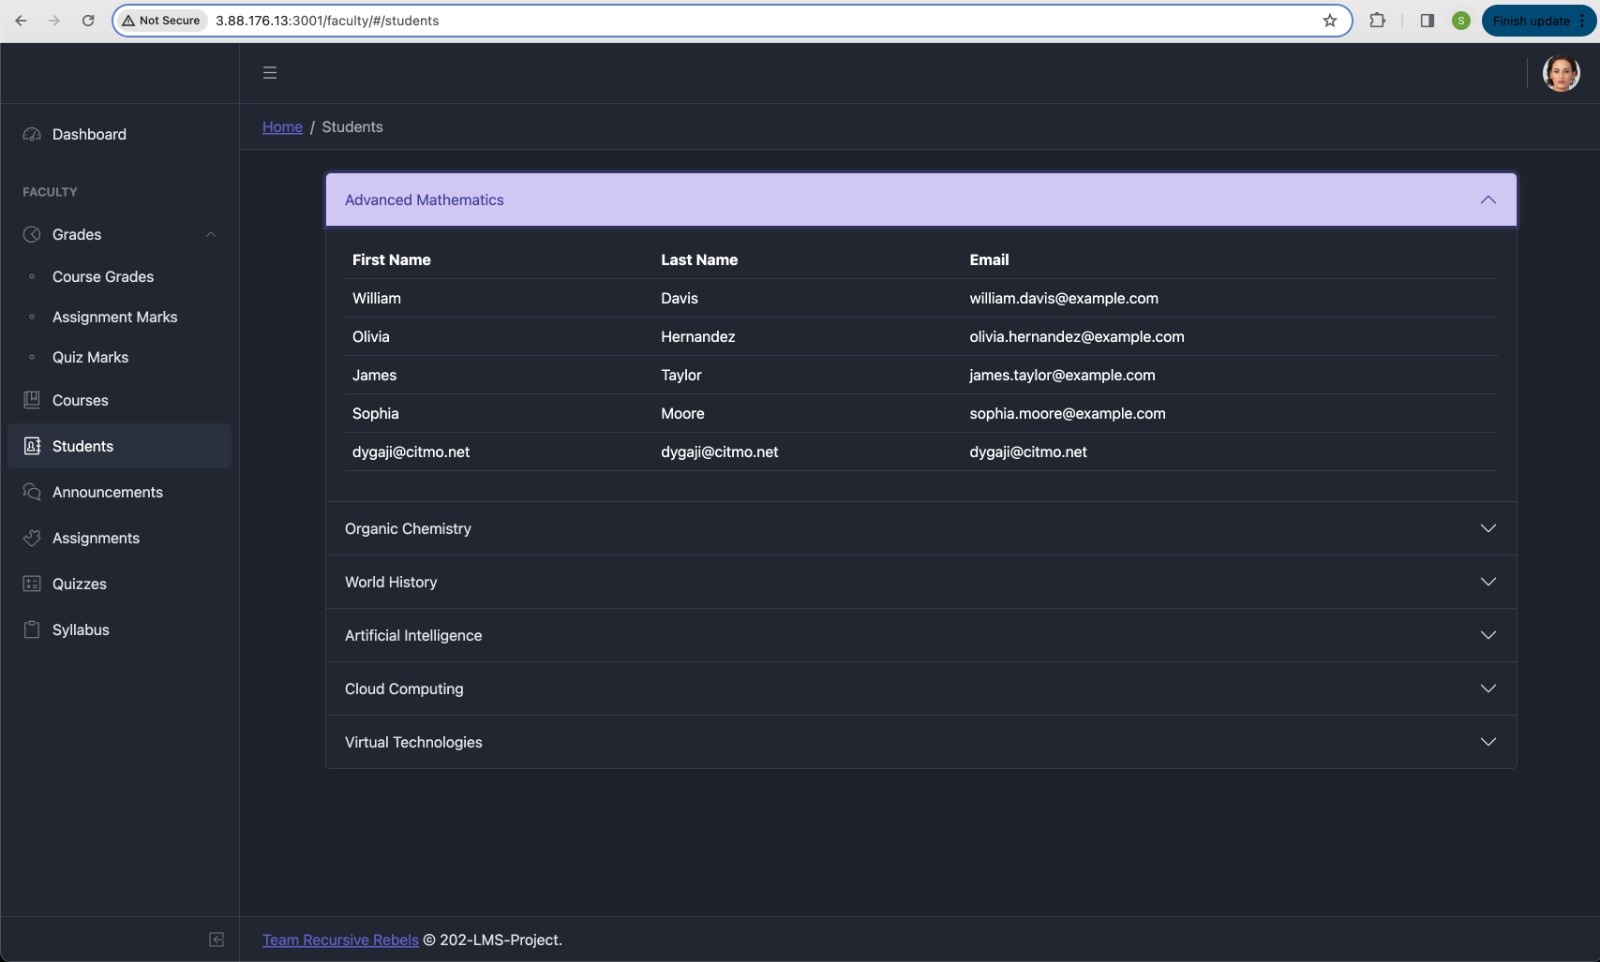 Not Secure 3.88.176.13:3001/faculty/#/students S Finish update
Home / Students
Dashboard
FACULTY
Grades
Course Grades
Assignment Marks
Quiz Marks
Courses
Students
Announcements
Assignments
Quizzes
Syllabus
Advanced Mathematics
First Name Last Name Email
William Davis william.davis@example.com
Olivia Hernandez olivia.hernandez@example.com
James Taylor james.taylor@example.com
Sophia Moore sophia.moore@example.com
dygaji@citmo.net dygaji@citmo.net dygaji@citmo.net
Organic Chemistry
World History
Artificial Intelligence
Cloud Computing
Virtual Technologies
Team Recursive Rebels © 202-LMS-Project.